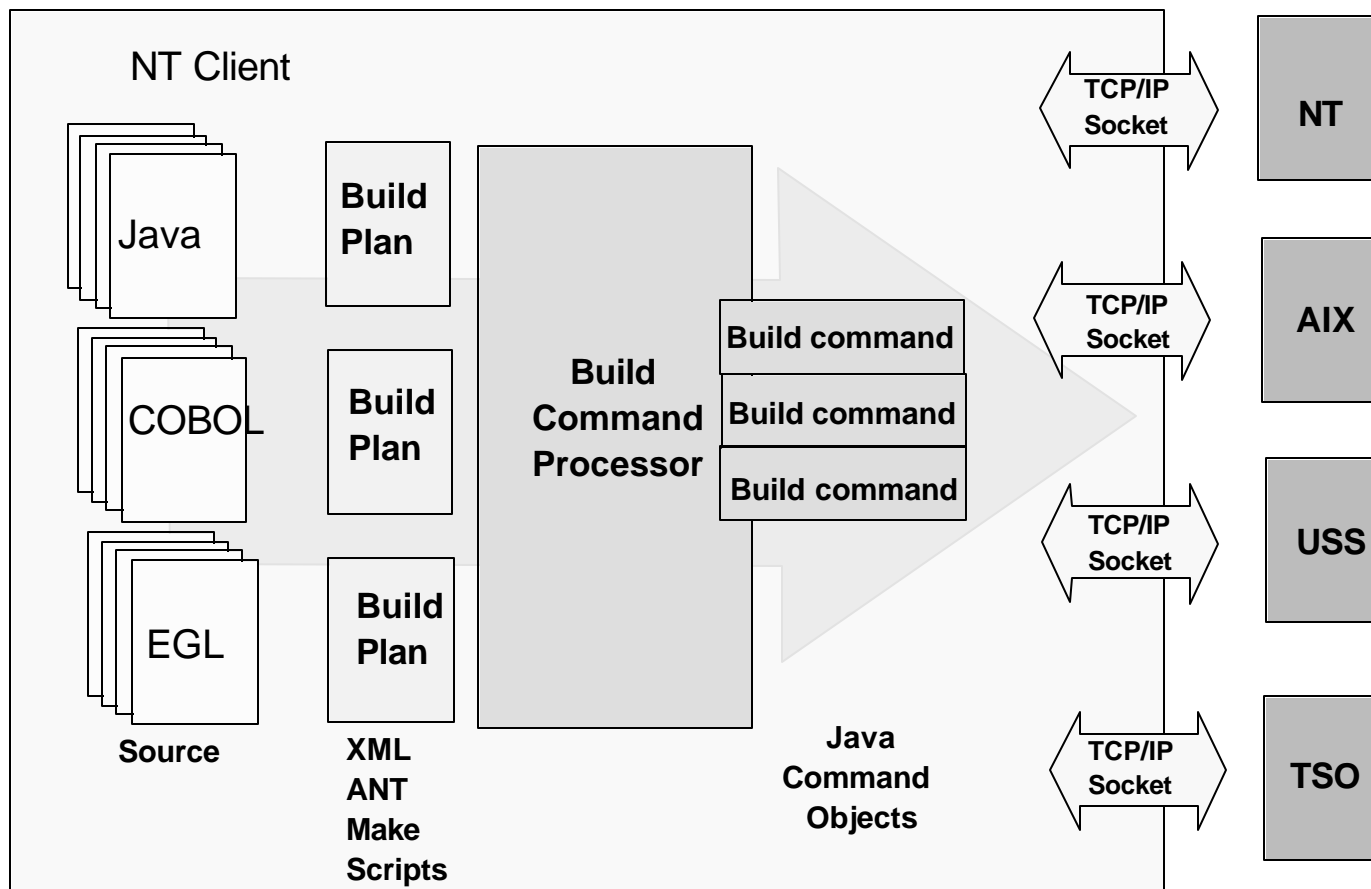 NT Client
Java
COBOL
EGL
Source
Build
Plan
Build
Plan
Build
Plan
XML
ANT
Make
Scripts
Build
Command
Processor
Build command
Build command
Build command
Java
Command
Objects
TCP/IP
Socket
NT
TCP/IP
Socket
AIX
TCP/IP
Socket
USS
TCP/IP
Socket
TSO